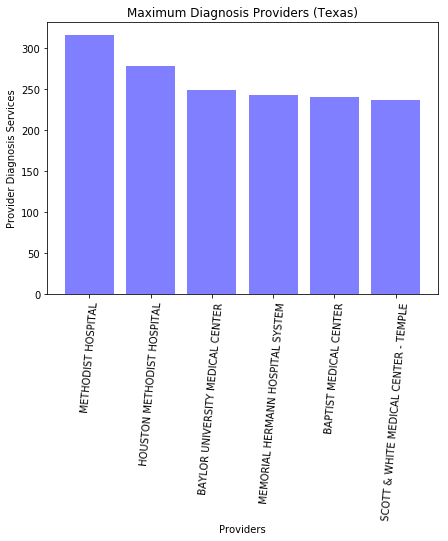 Maximum Diagnosis Providers (Texas)
Provider Diagnosis Services
300
250
200
150
100
50
0
METHODIST HOSPITAL
HOUSTON METHODIST HOSPITAL
BAYLOR UNIVERSITY MEDICAL CENTER
MEMORIAL HERMANN HOSPITAL SYSTEM
BAPTIST MEDICAL CENTER
SCOTT & WHITE MEDICAL CENTER - TEMPLE
Providers